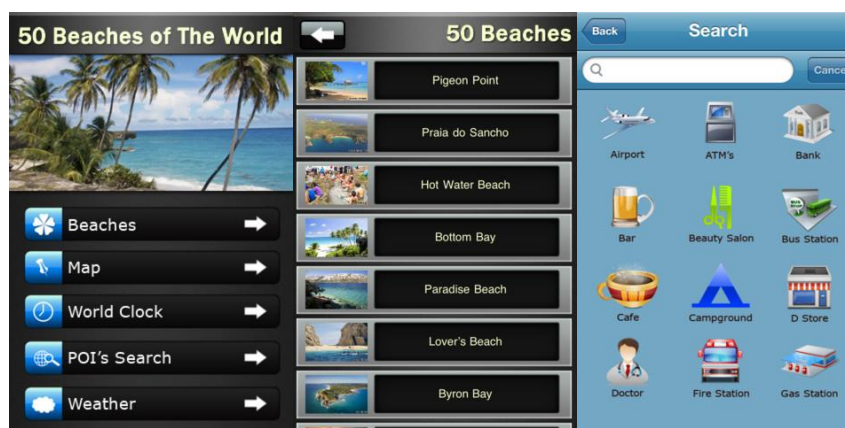 50 Beaches of The World
Beaches
Map
World Clock
POI's Search
Weather
50 Beaches
Pigeon Point
Praia do Sancho
Hot Water Beach
Bottom Bay
Paradise Beach
Lover's Beach
Byron Bay
Back
Search
Cance
Airport
ATM's
Bank
Bar
Beauty Salon
Bus Station
Cafe
Campground
D Store
Doctor
Fire Station
Gas Station